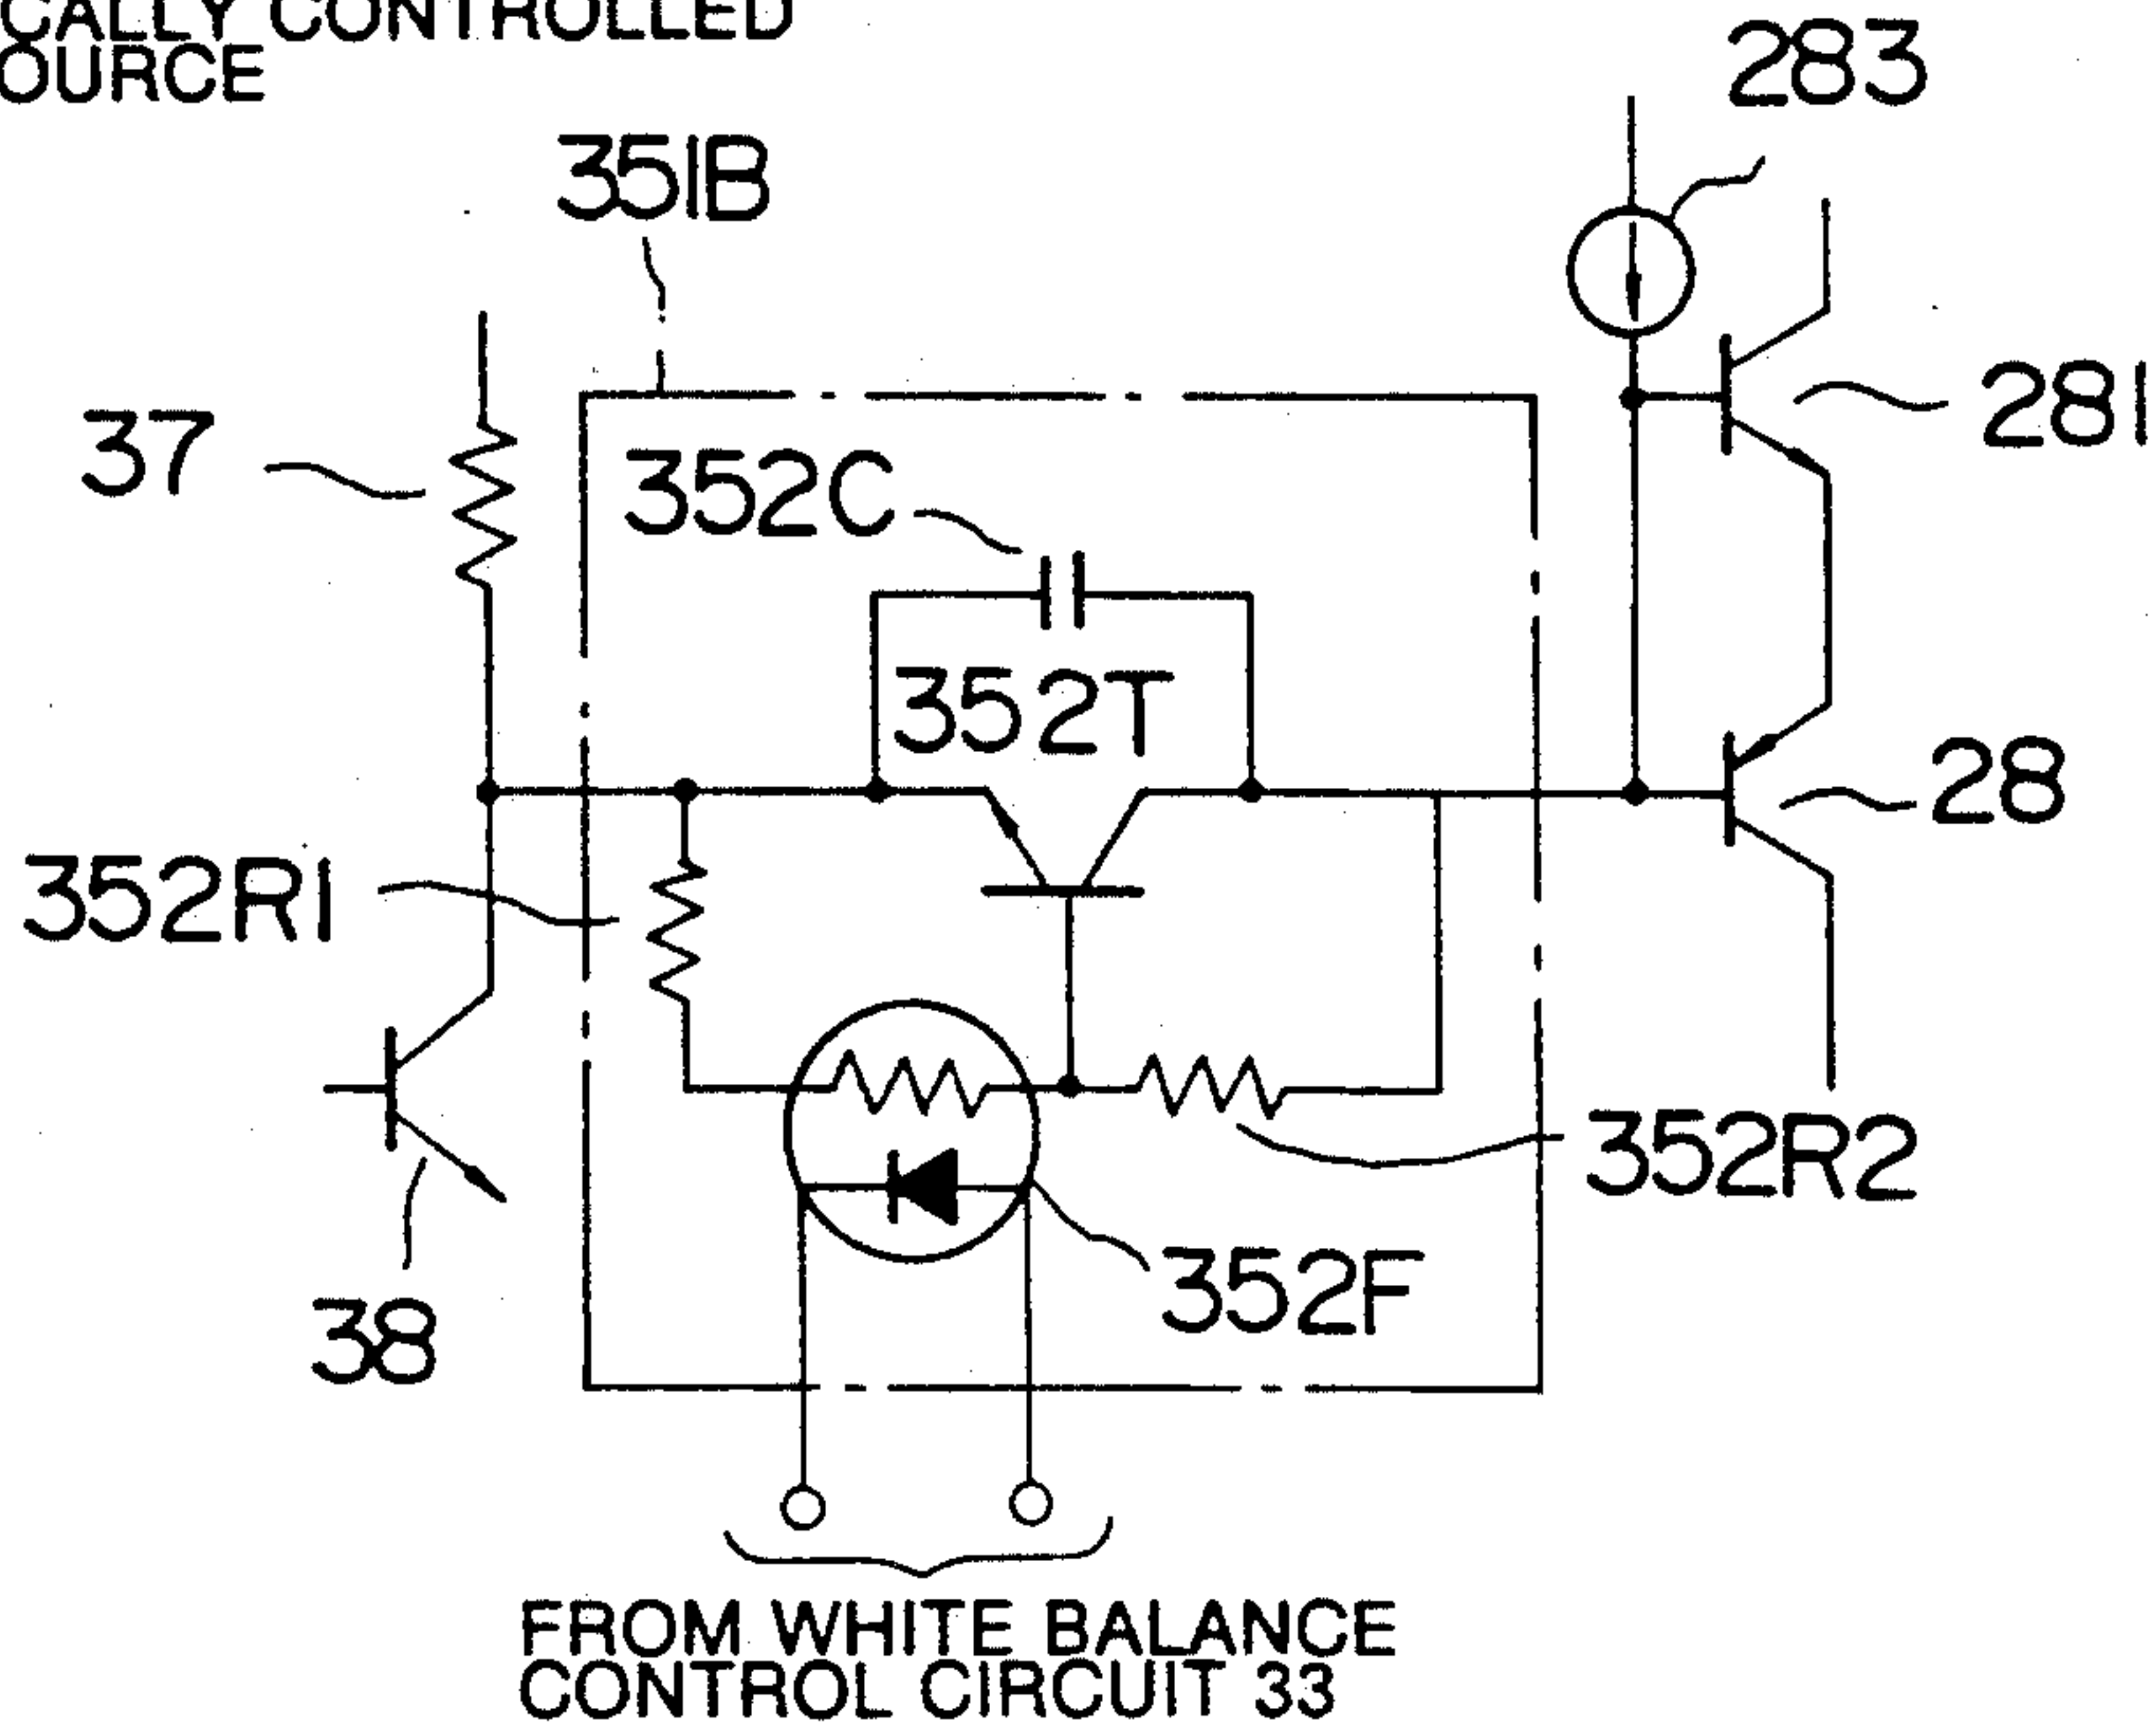 CALLY CONTROLLED
OURCE
283
351B
281
37
352C
352T
28
352R1
352R2
352F
38
FROM WHITE BALANCE
CONTROL CIRCUIT 33